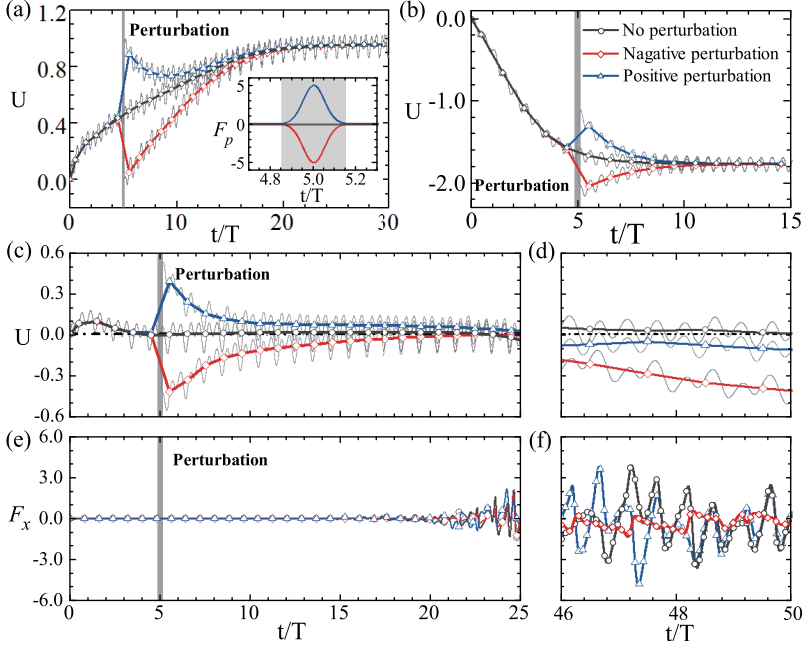 (a)
1.2
0.9
U
0.4
0.0
Perturbation
5
F_p
0
-5
4.8
5.0
5.2
t/T
0
10
20
30
t/T
(b)
0.0
-1.0
U
-2.0
No perturbation
Nagative perturbation
Positive perturbation
Perturbation
0
5
10
15
t/T
(c)
0.6
0.3
U
0.0
-0.3
-0.6
Perturbation
(d)
(e)
6.0
3.0
F_x
0.0
-3.0
-6.0
Perturbation
0
5
10
15
20
25
t/T
(f)
46
48
50
t/T